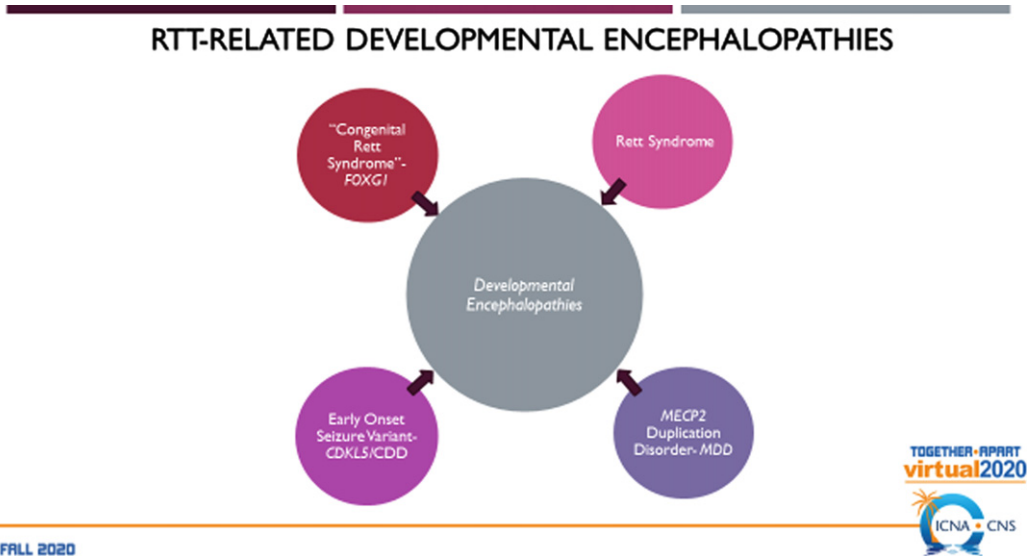 RTT-RELATED DEVELOPMENTAL ENCEPHALOPATHIES
"Congenital
Rett
Syndrome"-
FOXG1
Rett Syndrome
Developmental
Encephalopathies
Early Onset
Seizure Variant-
CDKL5/CDD
MECP2
Duplication
Disorder- MDD
TOGETHER•APART
virtual2020
ICNA • CNS
FALL 2020